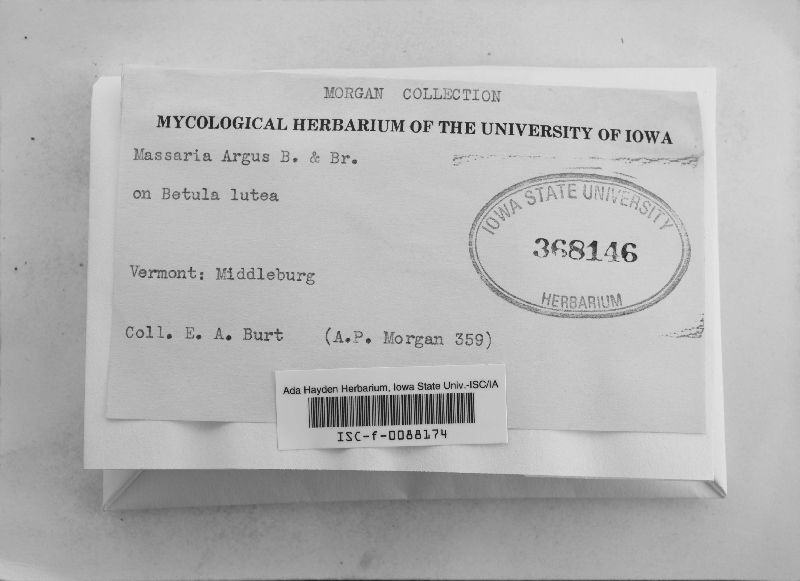 MORGAN COLLECTION
MYCOLOGICAL HERBARIUM OF THE UNIVERSITY OF IOWA
Massaria Argus B. & Br.
on Betula lutea
IOWA STATE UNIVERSITY
368146
HERBARIUM
Vermont: Middleburg
Coll. E. A. Burt (A.P. Morgan 359)
Ada Hayden Herbarium, Iowa State Univ.-ISC/IA
ISC-f-0088174